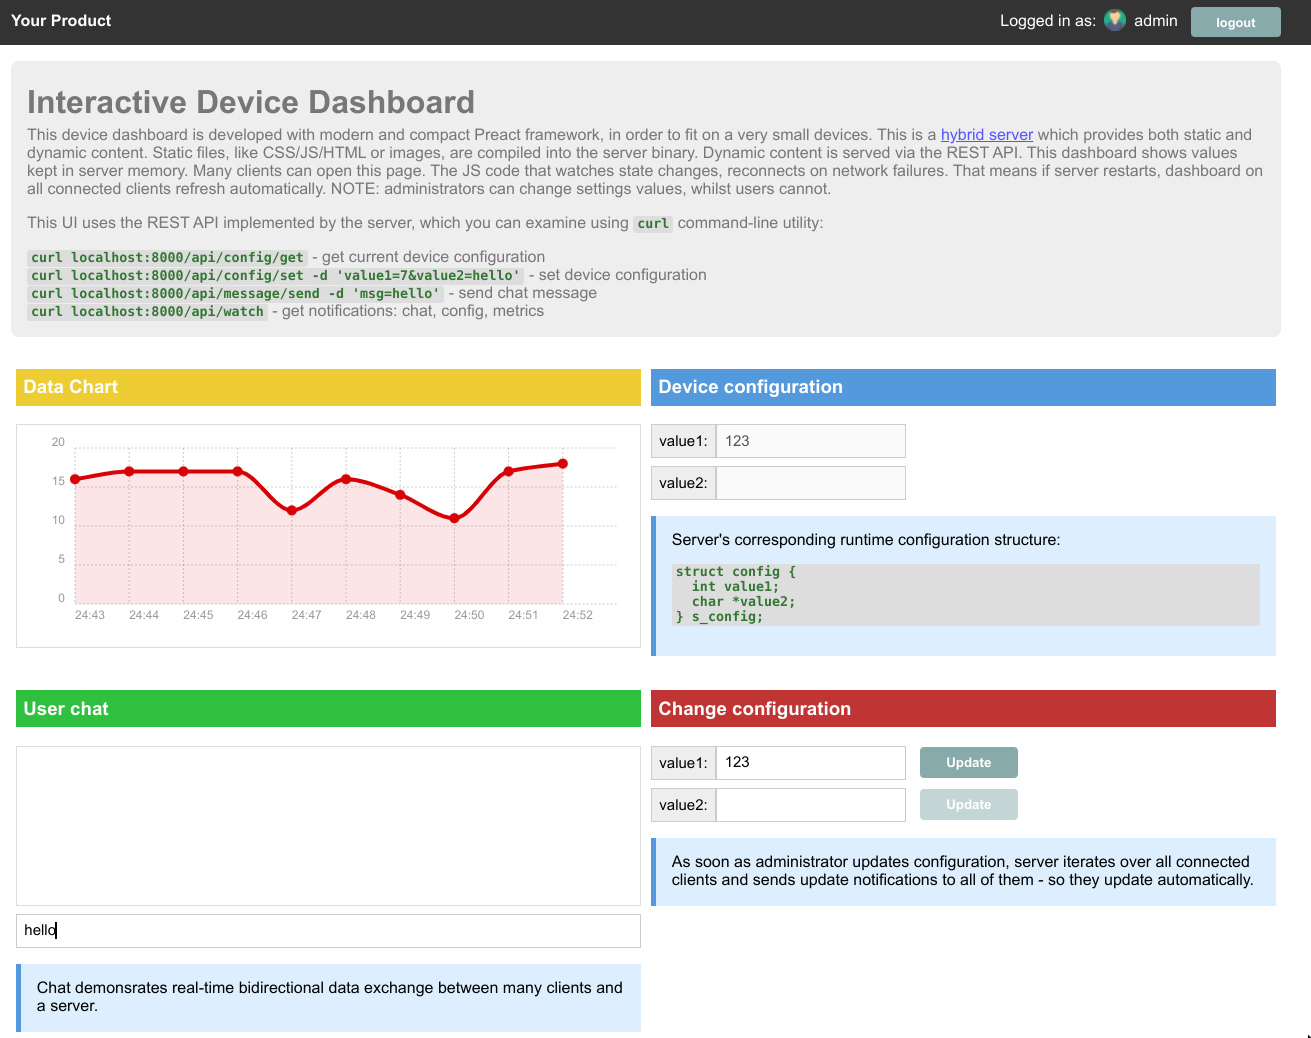 Your Product
Logged in as: admin logout
Interactive Device Dashboard
This device dashboard is developed with modern and compact Preact framework, in order to fit on a very small devices. This is a hybrid server which provides both static and
dynamic content. Static files, like CSS/JS/HTML or images, are compiled into the server binary. Dynamic content is served via the REST API. This dashboard shows values
kept in server memory. Many clients can open this page. The JS code that watches state changes, reconnects on network failures. That means if server restarts, dashboard on
all connected clients refresh automatically. NOTE: administrators can change settings values, whilst users cannot.
This UI uses the REST API implemented by the server, which you can examine using curl command-line utility:
curl localhost:8000/api/config/get - get current device configuration
curl localhost:8000/api/config/set -d 'value1=7&value2=hello' - set device configuration
curl localhost:8000/api/message/send -d 'msg=hello' - send chat message
curl localhost:8000/api/watch - get notifications: chat, config, metrics
Data Chart
20
15
10
5
0
24:43 24:44 24:45 24:46 24:47 24:48 24:49 24:50 24:51 24:52
Device configuration
value1: 123
value2:
Server's corresponding runtime configuration structure:
struct config {
  int value1;
  char *value2;
} s_config;
User chat
hello
Chat demonsrates real-time bidirectional data exchange between many clients and
a server.
Change configuration
value1: 123 Update
value2: Update
As soon as administrator updates configuration, server iterates over all connected
clients and sends update notifications to all of them - so they update automatically.